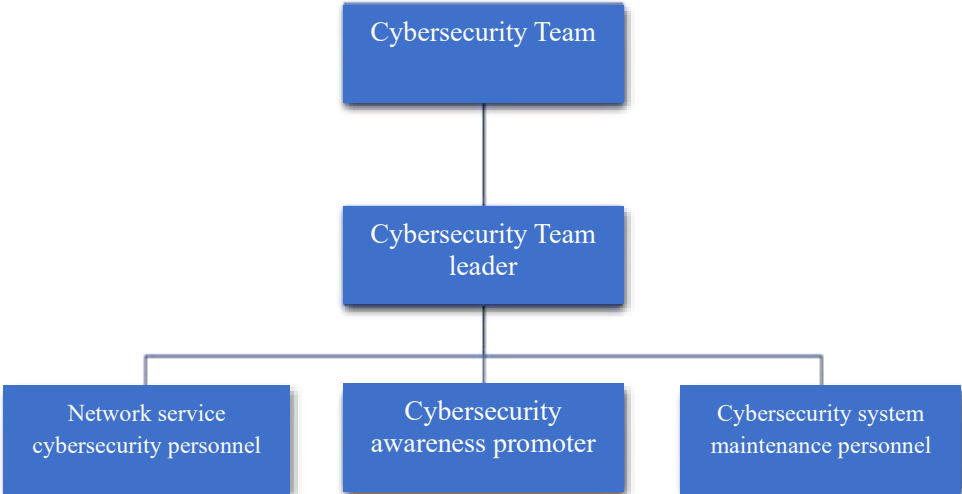 Cybersecurity Team
Cybersecurity Team
leader
Network service
cybersecurity personnel
Cybersecurity
awareness promoter
Cybersecurity system
maintenance personnel